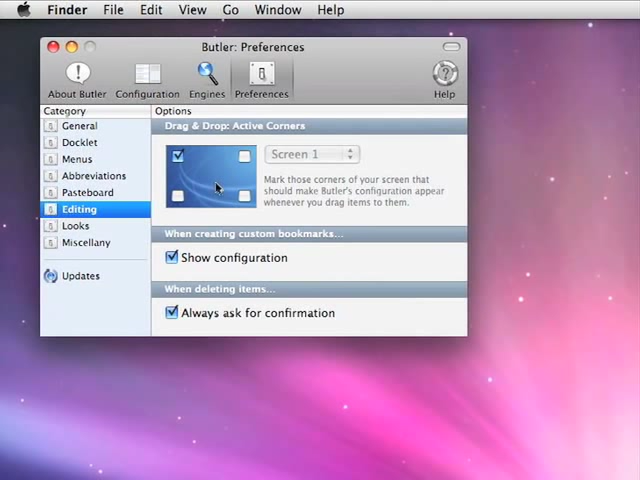 Finder File Edit View Go Window Help
Butler: Preferences
About Butler Configuration Engines Preferences Help
Category
General
Docklet
Menus
Abbreviations
Pasteboard
Editing
Looks
Miscellany
Updates
Options
Drag & Drop: Active Corners
Screen 1
Mark those corners of your screen that
should make Butler's configuration appear
whenever you drag items to them.
When creating custom bookmarks...
Show configuration
When deleting items...
Always ask for confirmation